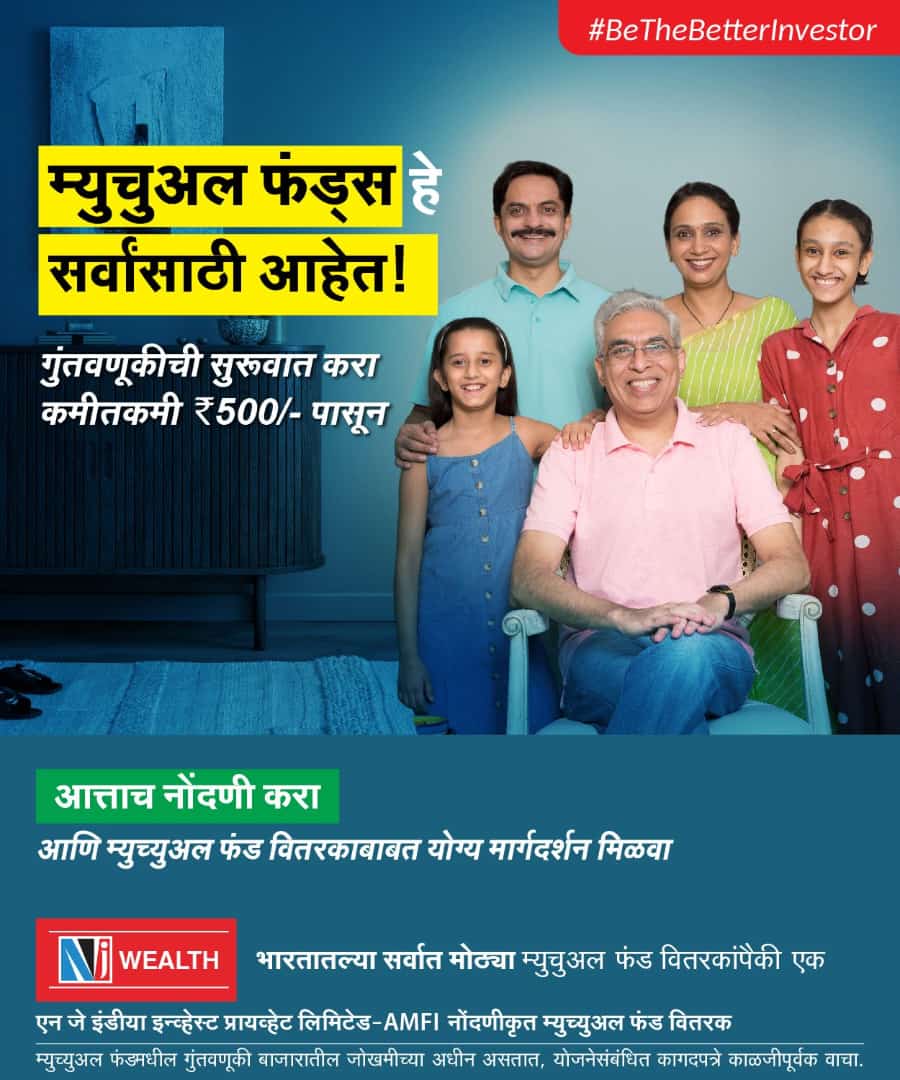 #BeTheBetterInvestor
म्युचुअल फंड्स हे
सर्वांसाठी आहेत!
गुंतवणूकीची सुरूवात करा
कमीतकमी ₹500/- पासून
आत्ताच नोंदणी करा
आणि म्युच्युअल फंड वितरकाबाबत योग्य मार्गदर्शन मिळवा
Nj WEALTH भारतातल्या सर्वात मोठ्या म्युचुअल फंड वितरकांपैकी एक
एन जे इंडीया इन्व्हेस्ट प्रायव्हेट लिमिटेड-AMFI नोंदणीकृत म्युच्युअल फंड वितरक
म्युच्युअल फंडमधील गुंतवणूकी बाजारातील जोखमीच्या अधीन असतात, योजनेसंबंधित कागदपत्रे काळजीपूर्वक वाचा.